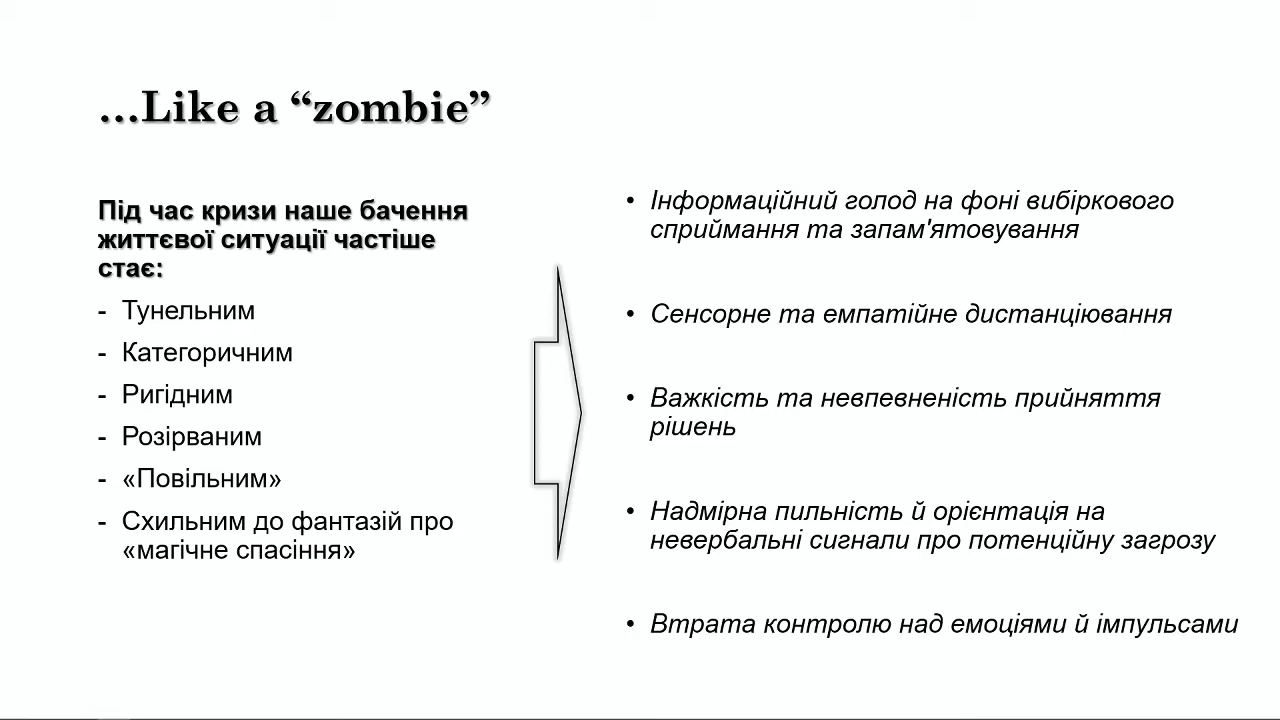 ...Like a “zombie”
Під час кризи наше бачення
життєвої ситуації частіше
стає:
- Тунельним
- Категоричним
- Ригідним
- Розірваним
- «Повільним»
- Схильним до фантазій про
«магічне спасіння»
• Інформаційний голод на фоні вибіркового
сприймання та запам'ятовування
• Сенсорне та емпатійне дистанціювання
• Важкість та невпевненість прийняття
рішень
• Надмірна пильність й орієнтація на
невербальні сигнали про потенційну загрозу
• Втрата контролю над емоціями й імпульсами